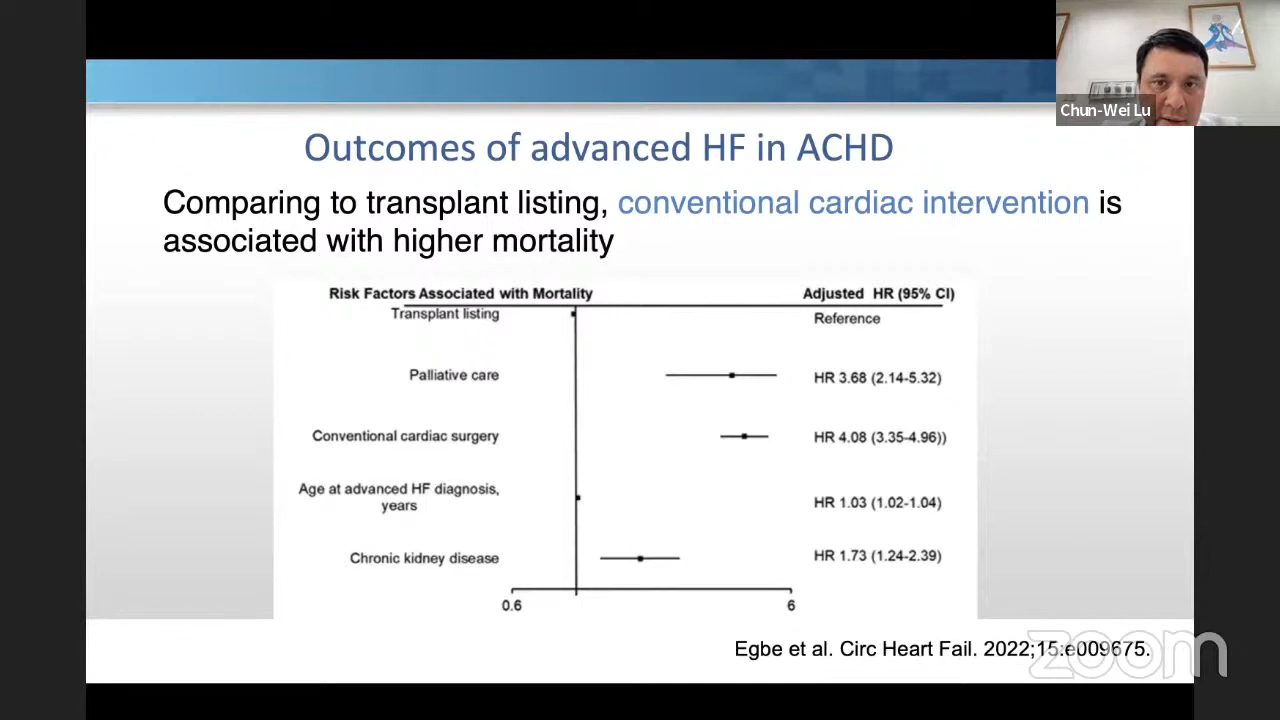 Chun-Wei Lu
Outcomes of advanced HF in ACHD
Comparing to transplant listing, conventional cardiac intervention is
associated with higher mortality
Risk Factors Associated with Mortality Adjusted HR (95% CI)
Transplant listing Reference
Palliative care HR 3.68 (2.14-5.32)
Conventional cardiac surgery HR 4.08 (3.35-4.96))
Age at advanced HF diagnosis,
years HR 1.03 (1.02-1.04)
Chronic kidney disease HR 1.73 (1.24-2.39)
0.6 6
Egbe et al. Circ Heart Fail. 2022;15:e009675.
zoom